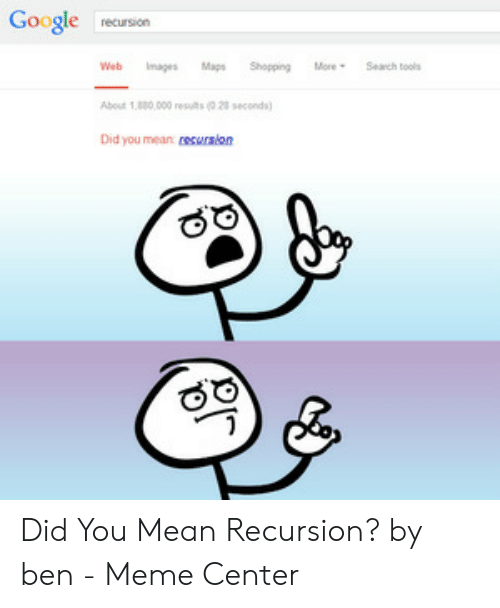 Google recursion
Web Images Maps Shopping More Search tools
About 1,880,000 results (0.28 seconds)
Did you mean: recursion
Did You Mean Recursion? by
ben - Meme Center